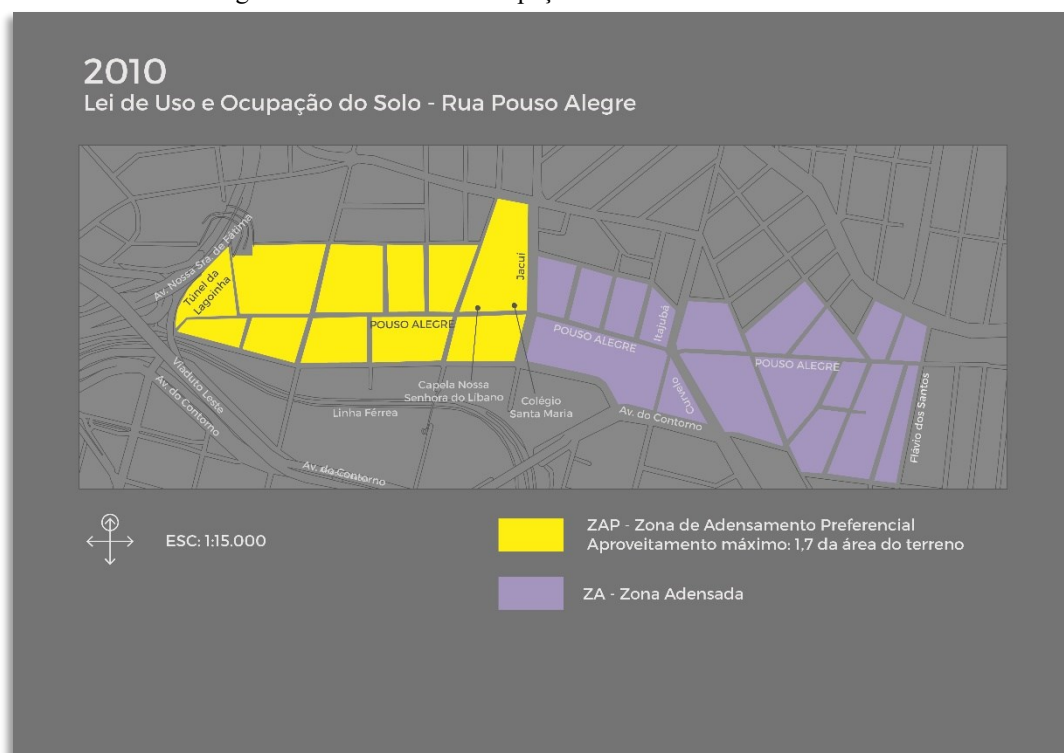 2010
Lei de Uso e Ocupação do Solo - Rua Pouso Alegre
Av. Nossa Sra. de Fátima
Túnel da
Lagoinha
Jacuí
POUSO ALEGRE
Itajubá
POUSO ALEGRE
POUSO ALEGRE
Viaduto Leste
Av. do Contorno
Capela Nossa
Senhora do Líbano
Colégio
Santa Maria
Linha Férrea
Curvelo
Av. do Contorno
Flávio dos Santos
Av. do Contorno
ESC: 1:15.000
ZAP - Zona de Adensamento Preferencial
Aproveitamento máximo: 1,7 da área do terreno
ZA - Zona Adensada